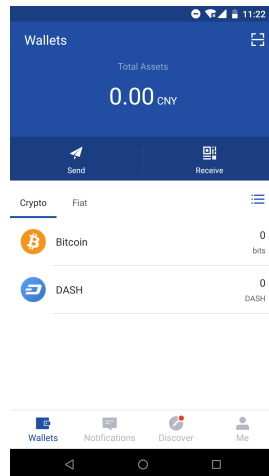 11:22
Wallets
Total Assets
0.00 CNY
Send
Receive
Crypto
Fiat
Bitcoin
0
bits
DASH
0
DASH
Wallets
Notifications
Discover
Me